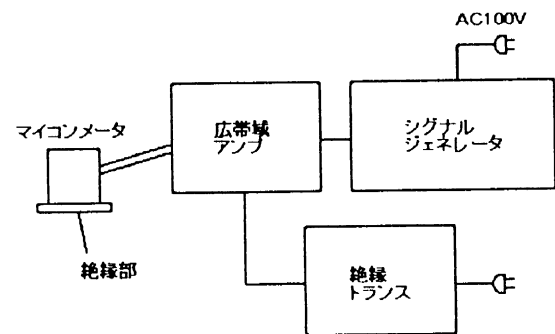 AC100V
マイコンメータ
広帯域
アンプ
シグナル
ジェネレータ
絶縁部
絶縁
トランス